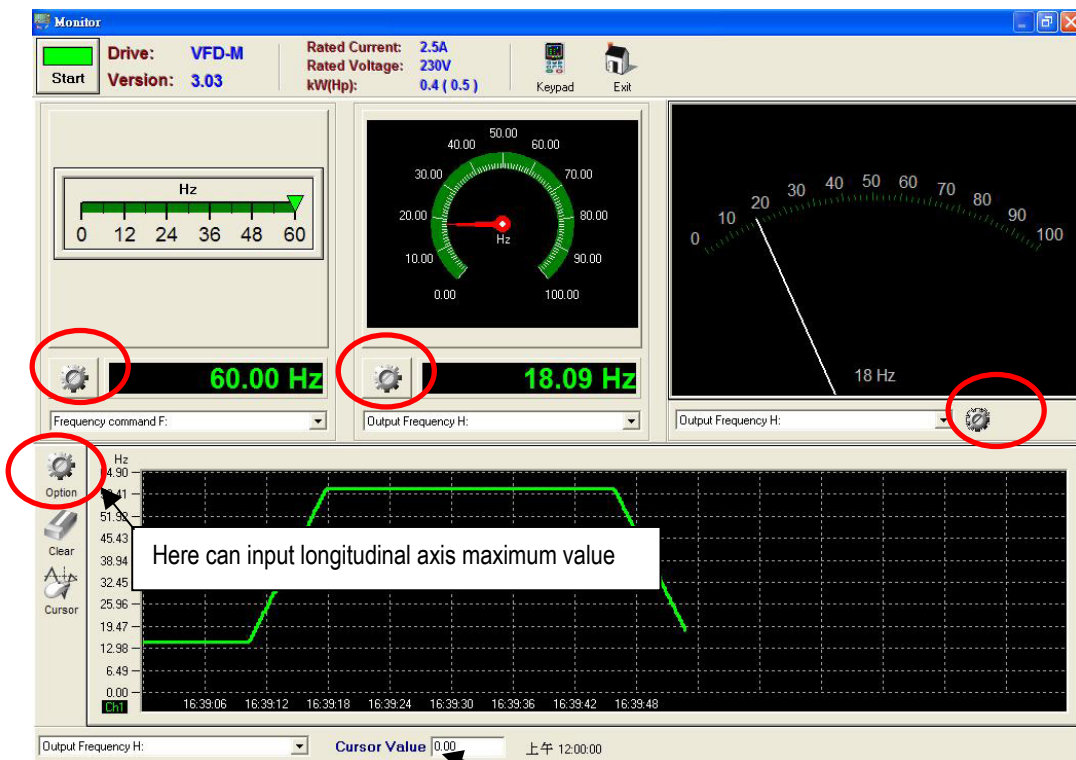 Monitor
Start
Drive: VFD-M
Version: 3.03
Rated Current: 2.5A
Rated Voltage: 230V
kW(Hp): 0.4 ( 0.5 )
Keypad
Exit
Hz
0 12 24 36 48 60
60.00 Hz
Frequency command F:
0.00
10.00
20.00
30.00
40.00
50.00
60.00
70.00
80.00
90.00
100.00
Hz
18.09 Hz
Output Frequency H:
0 10 20 30 40 50 60 70 80 90 100
18 Hz
Output Frequency H:
Option
Clear
Cursor
Hz
51.92
45.43
38.94
32.45
25.96
19.47
12.98
6.49
0.00
Ch1
16:39:06 16:39:12 16:39:18 16:39:24 16:39:30 16:39:36 16:39:42 16:39:48
Here can input longitudinal axis maximum value
Output Frequency H:
Cursor Value 0.00
上午 12:00:00